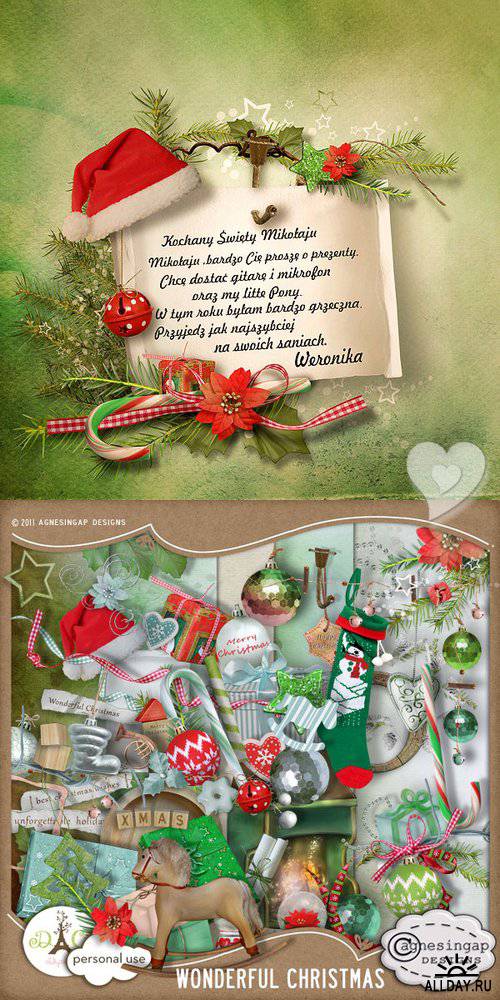 Kochany Święty Mikołaju
Mikołaju ,bardzo Cię proszę o prezenty.
Chcę dostać gitarę i mikrofon
oraz my litte Pony.
W tym roku byłam bardzo grzeczna.
Przyjedź jak najszybciej
na swoich saniach.
Weronika
© 2011 AGNESINGAP DESIGNS
Merry
Christmas
Wonderful Christmas
unforgettable holiday
XMAS
personal use
WONDERFUL CHRISTMAS
© agnesingap
DESIGNS
ALLDAY.RU